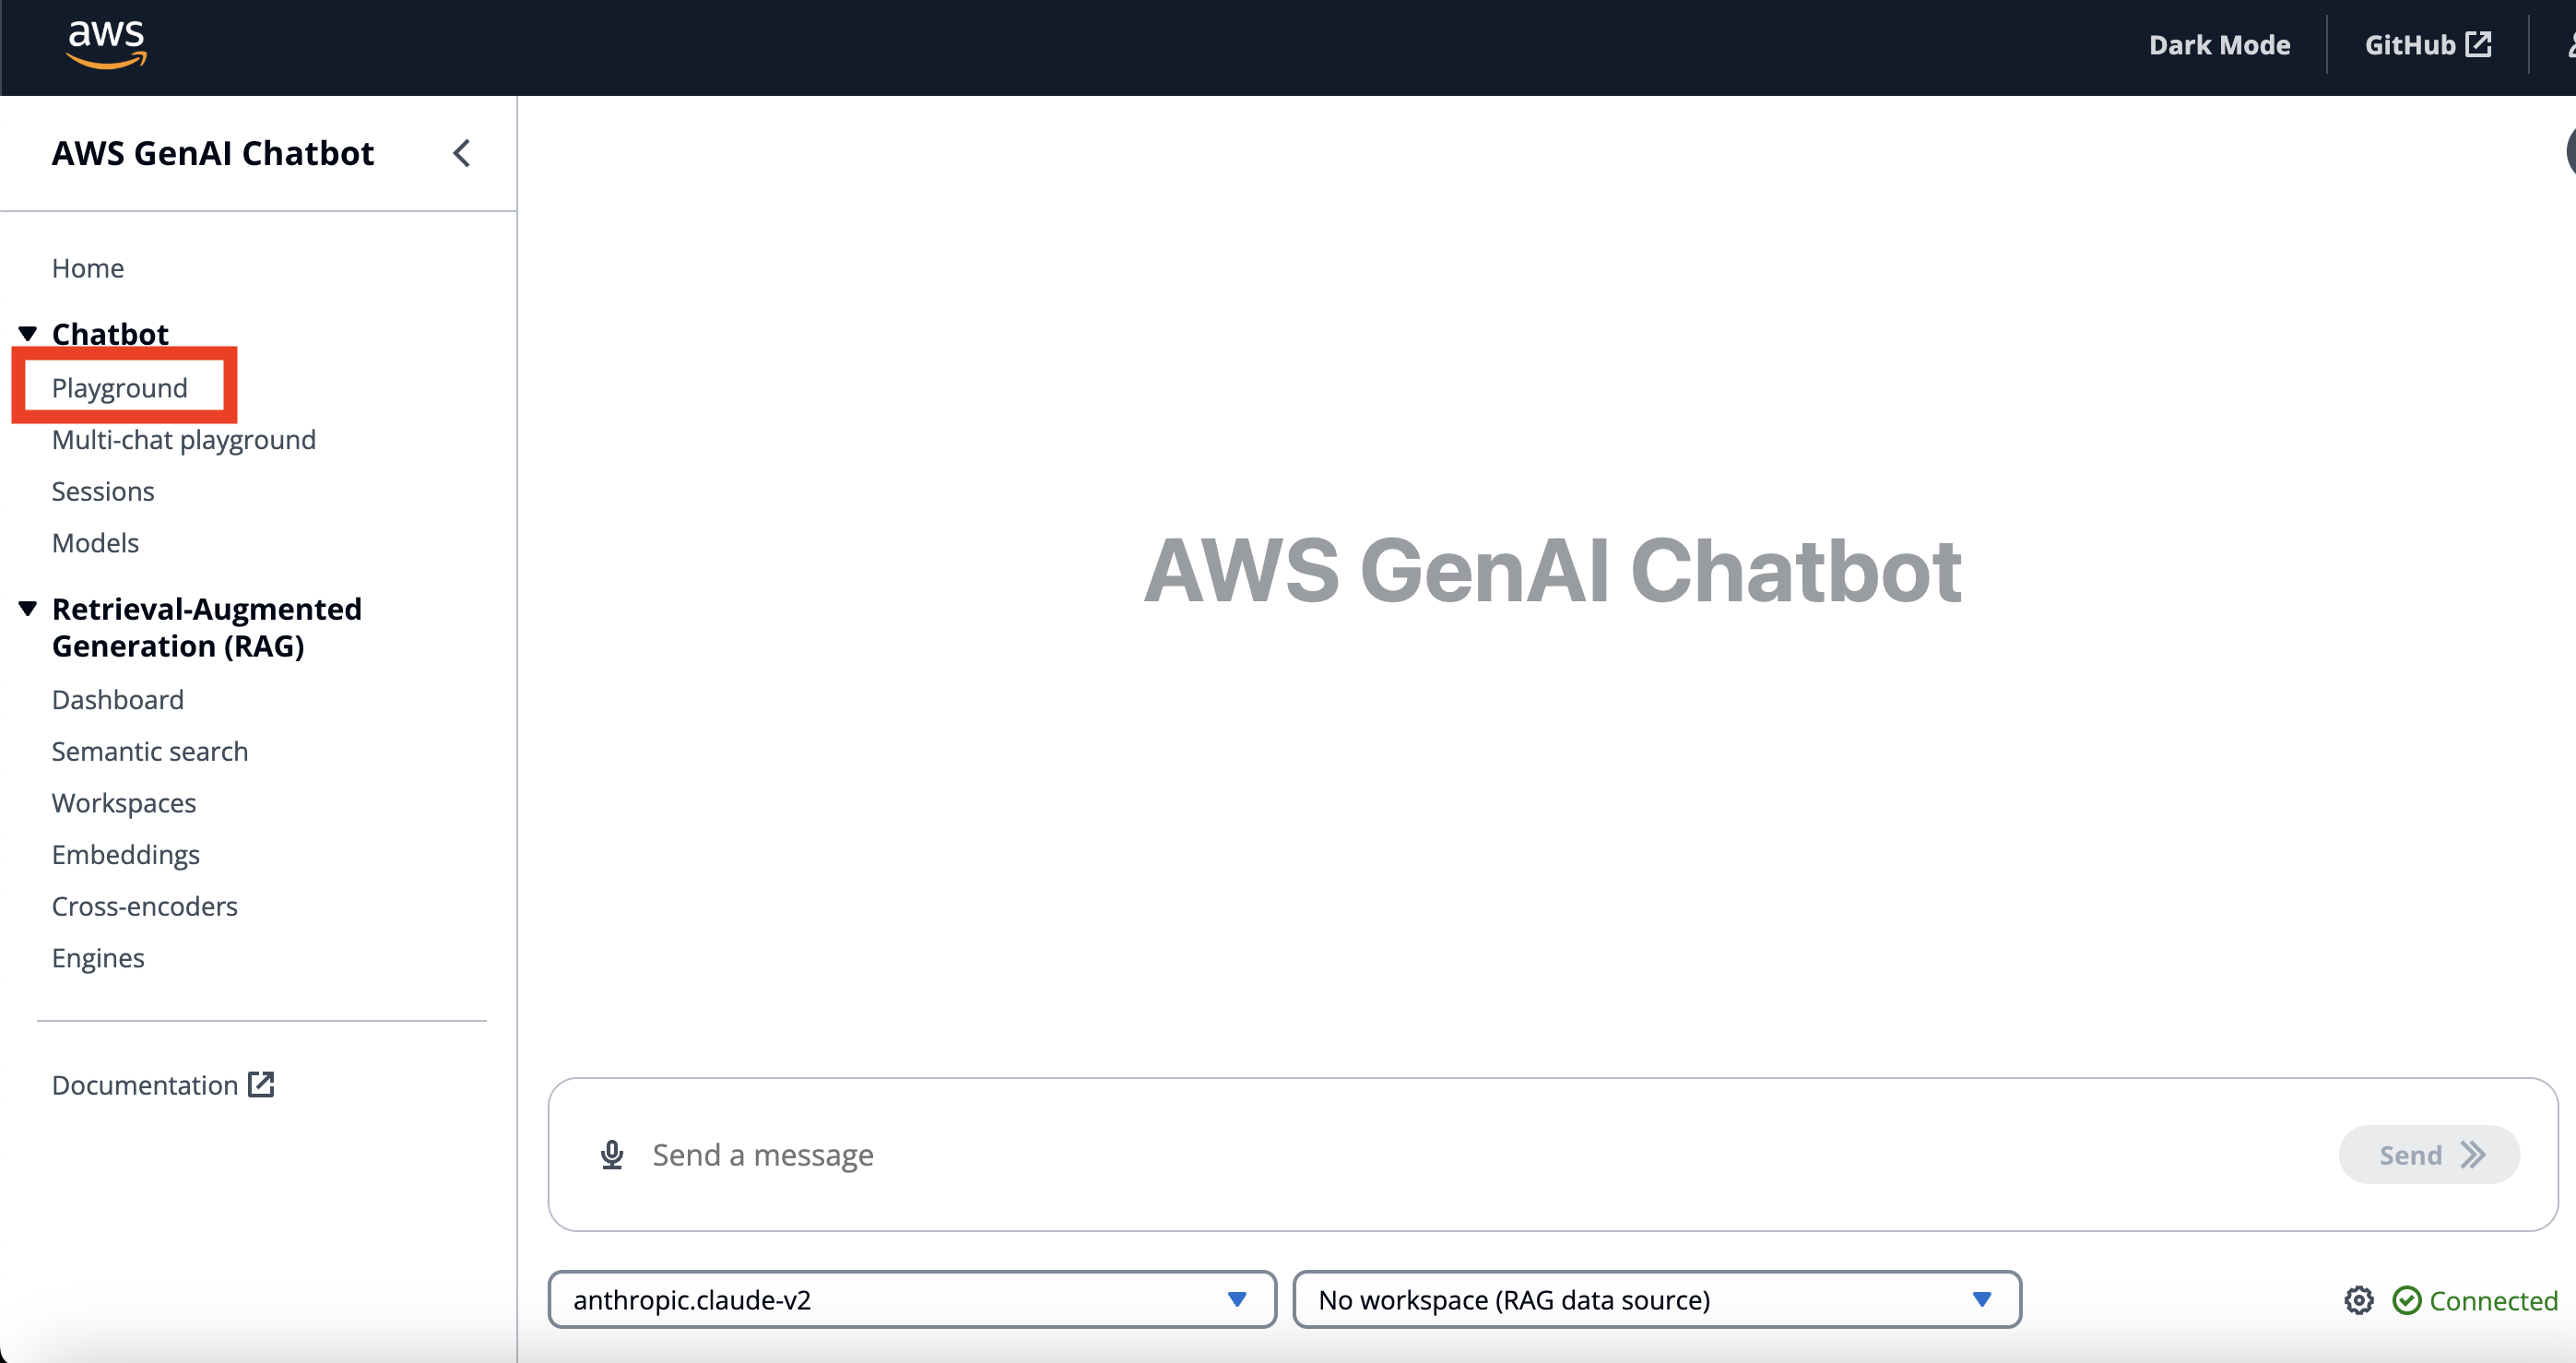 aws
Dark Mode
GitHub
AWS GenAI Chatbot
Home
Chatbot
Playground
Multi-chat playground
Sessions
Models
Retrieval-Augmented
Generation (RAG)
Dashboard
Semantic search
Workspaces
Embeddings
Cross-encoders
Engines
Documentation
AWS GenAI Chatbot
Send a message
Send
anthropic.claude-v2
No workspace (RAG data source)
Connected